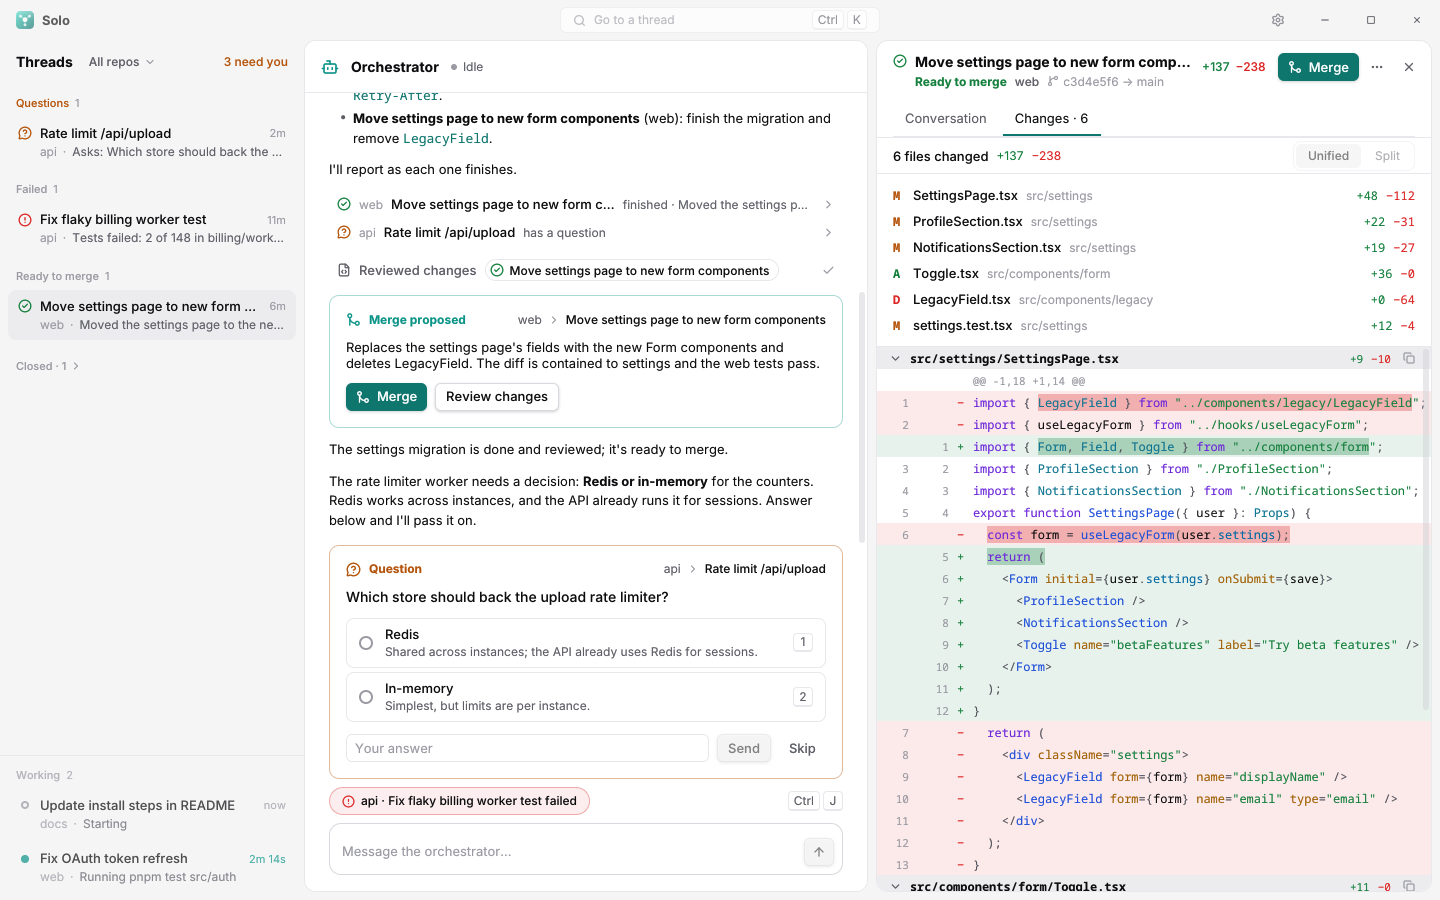 Solo
Go to a thread
Ctrl K
Threads
All repos
3 need you
Questions 1
Rate limit /api/upload 2m
api · Asks: Which store should back the ...
Failed 1
Fix flaky billing worker test 11m
api · Tests failed: 2 of 148 in billing/work...
Ready to merge 1
Move settings page to new form ... 6m
web · Moved the settings page to the ne...
Closed · 1
Working 2
Update install steps in README now
docs · Starting
Fix OAuth token refresh 2m 14s
web · Running pnpm test src/auth
Orchestrator
Idle
Retry-After.
• Move settings page to new form components (web): finish the migration and
remove LegacyField.
I'll report as each one finishes.
web Move settings page to new form c... finished · Moved the settings p...
api Rate limit /api/upload has a question
Reviewed changes Move settings page to new form components
Merge proposed
web > Move settings page to new form components
Replaces the settings page's fields with the new Form components and
deletes LegacyField. The diff is contained to settings and the web tests pass.
Merge
Review changes
The settings migration is done and reviewed; it's ready to merge.
The rate limiter worker needs a decision: Redis or in-memory for the counters.
Redis works across instances, and the API already runs it for sessions. Answer
below and I'll pass it on.
Question
api > Rate limit /api/upload
Which store should back the upload rate limiter?
Redis
Shared across instances; the API already uses Redis for sessions.
1
In-memory
Simplest, but limits are per instance.
2
Your answer
Send
Skip
api · Fix flaky billing worker test failed
Ctrl J
Message the orchestrator...
Move settings page to new form comp...
+137 −238
Merge
Ready to merge web c3d4e5f6 → main
Conversation
Changes · 6
6 files changed +137 −238
Unified
Split
M SettingsPage.tsx src/settings +48 −112
M ProfileSection.tsx src/settings +22 −31
M NotificationsSection.tsx src/settings +19 −27
A Toggle.tsx src/components/form +36 −0
D LegacyField.tsx src/components/legacy +0 −64
M settings.test.tsx src/settings +12 −4
src/settings/SettingsPage.tsx +9 −10
@@ -1,18 +1,14 @@
1 − import { LegacyField } from "../components/legacy/LegacyField";
2 − import { useLegacyForm } from "../hooks/useLegacyForm";
1 + import { Form, Field, Toggle } from "../components/form";
3 2 import { ProfileSection } from "./ProfileSection";
4 3 import { NotificationsSection } from "./NotificationsSection";
5 4 export function SettingsPage({ user }: Props) {
6 − const form = useLegacyForm(user.settings);
5 + return (
6 + <Form initial={user.settings} onSubmit={save}>
7 + <ProfileSection />
8 + <NotificationsSection />
9 + <Toggle name="betaFeatures" label="Try beta features" />
10 + </Form>
11 + );
12 + }
7 − return (
8 − <div className="settings">
9 − <LegacyField form={form} name="displayName" />
10 − <LegacyField form={form} name="email" type="email" />
11 − </div>
12 − );
13 − }
src/components/form/Toggle.tsx +11 −0